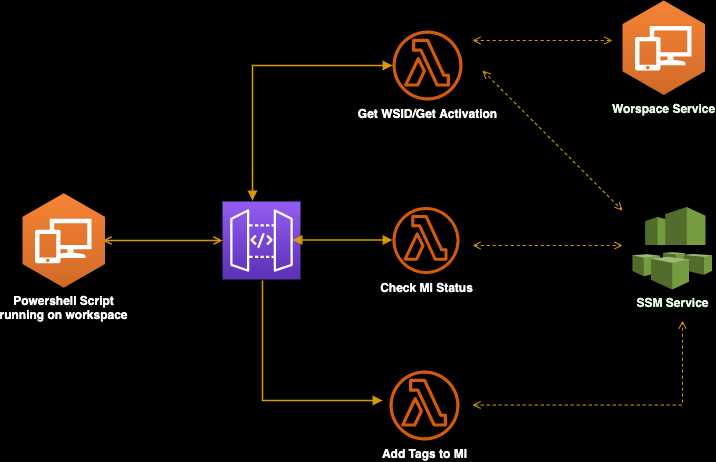 Get WSID/Get Activation
Worspace Service
</>
Powershell Script
running on workspace
Check MI Status
SSM Service
Add Tags to MI